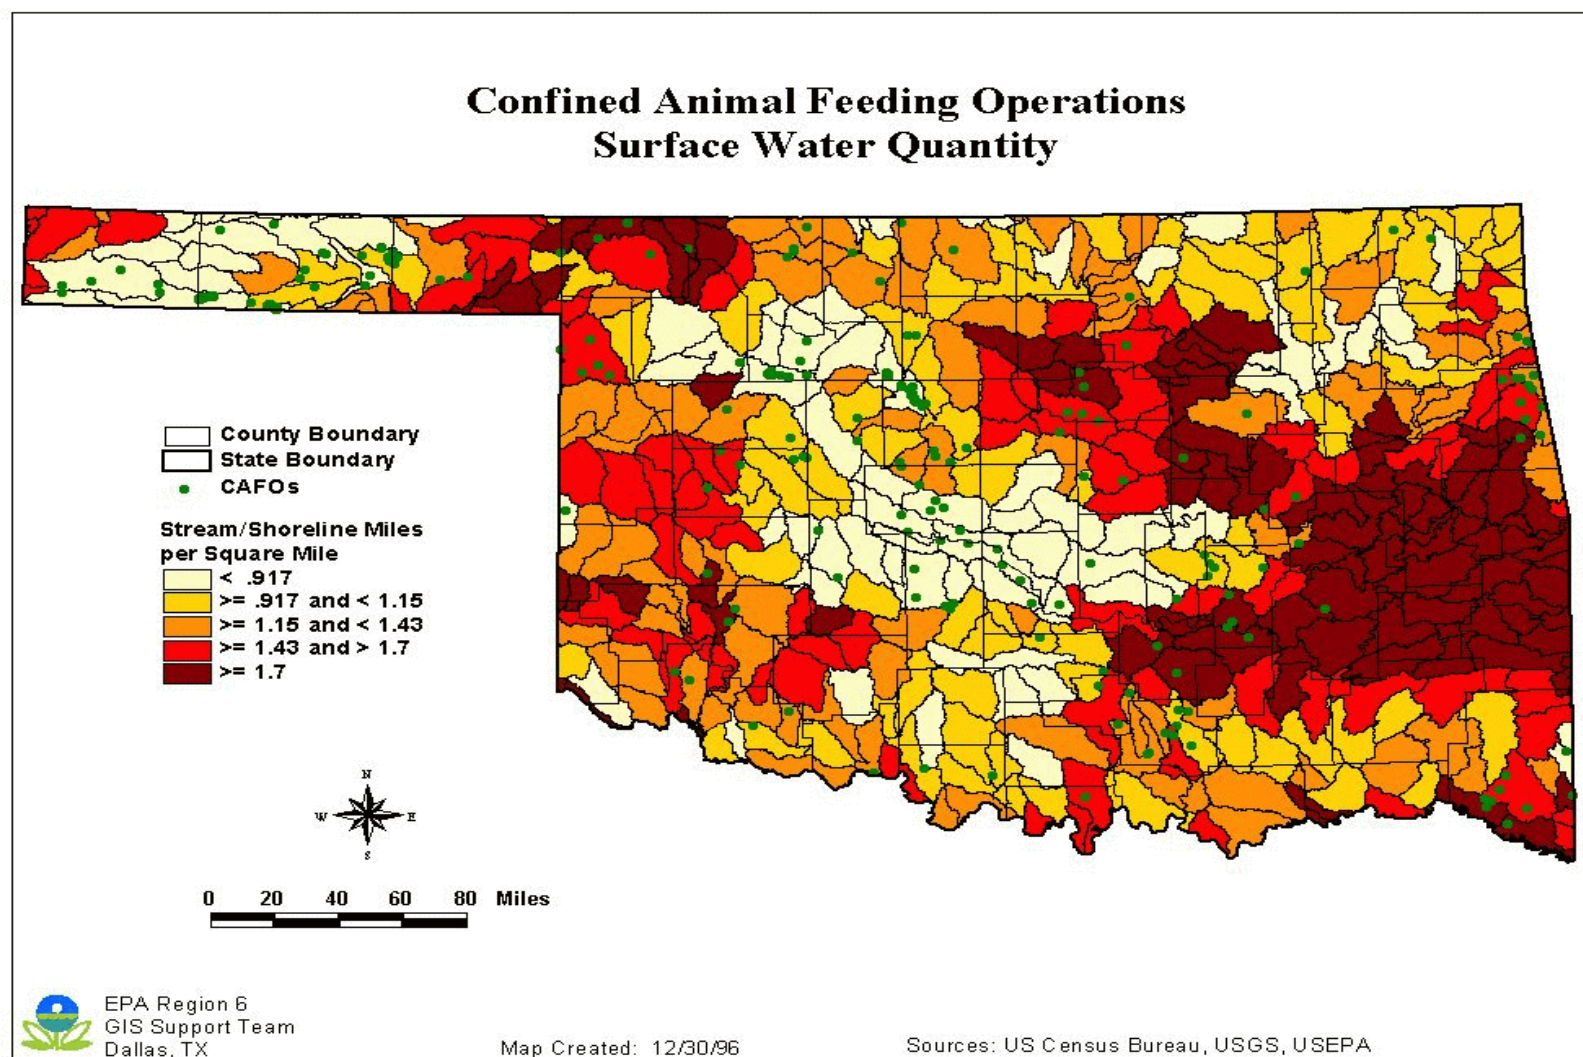 Confined Animal Feeding Operations
Surface Water Quantity
County Boundary
State Boundary
CAFOs
Stream/Shoreline Miles
per Square Mile
< .917
>= .917 and < 1.15
>= 1.15 and < 1.43
>= 1.43 and > 1.7
>= 1.7
N
W E
S
0 20 40 60 80 Miles
EPA Region 6
GIS Support Team
Dallas, TX
Map Created: 12/30/96
Sources: US Census Bureau, USGS, USEPA